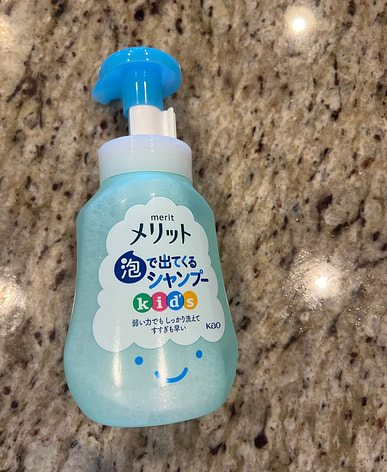 merit
メリット
泡で出てくる
シャンプー
kid's
弱い力でも しっかり洗えて
すすぎも早い
Kao